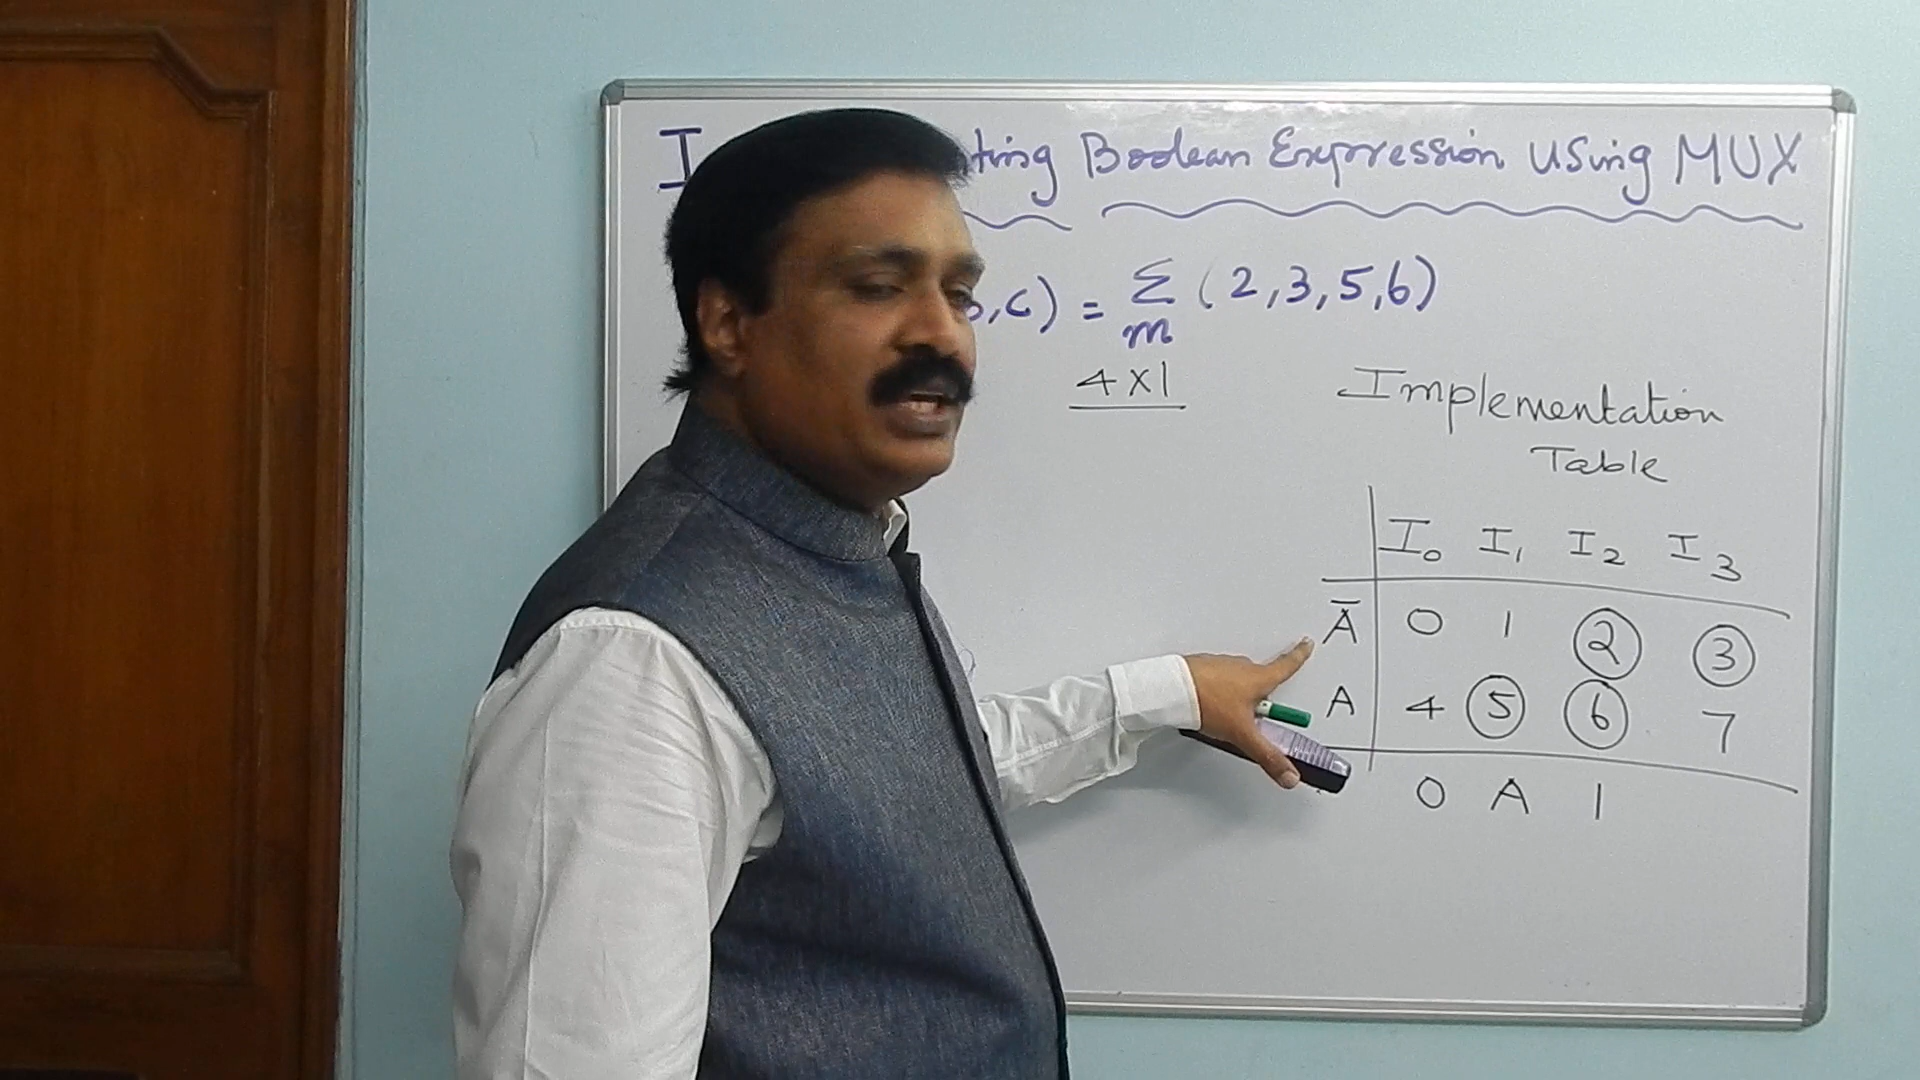 I ting Boolean Expression Using MUX
,C) = Σm (2,3,5,6)
4x1
Implementation
Table
I₀ I₁ I₂ I₃
Ā 0 1 2 3
A 4 5 6 7
0 A 1